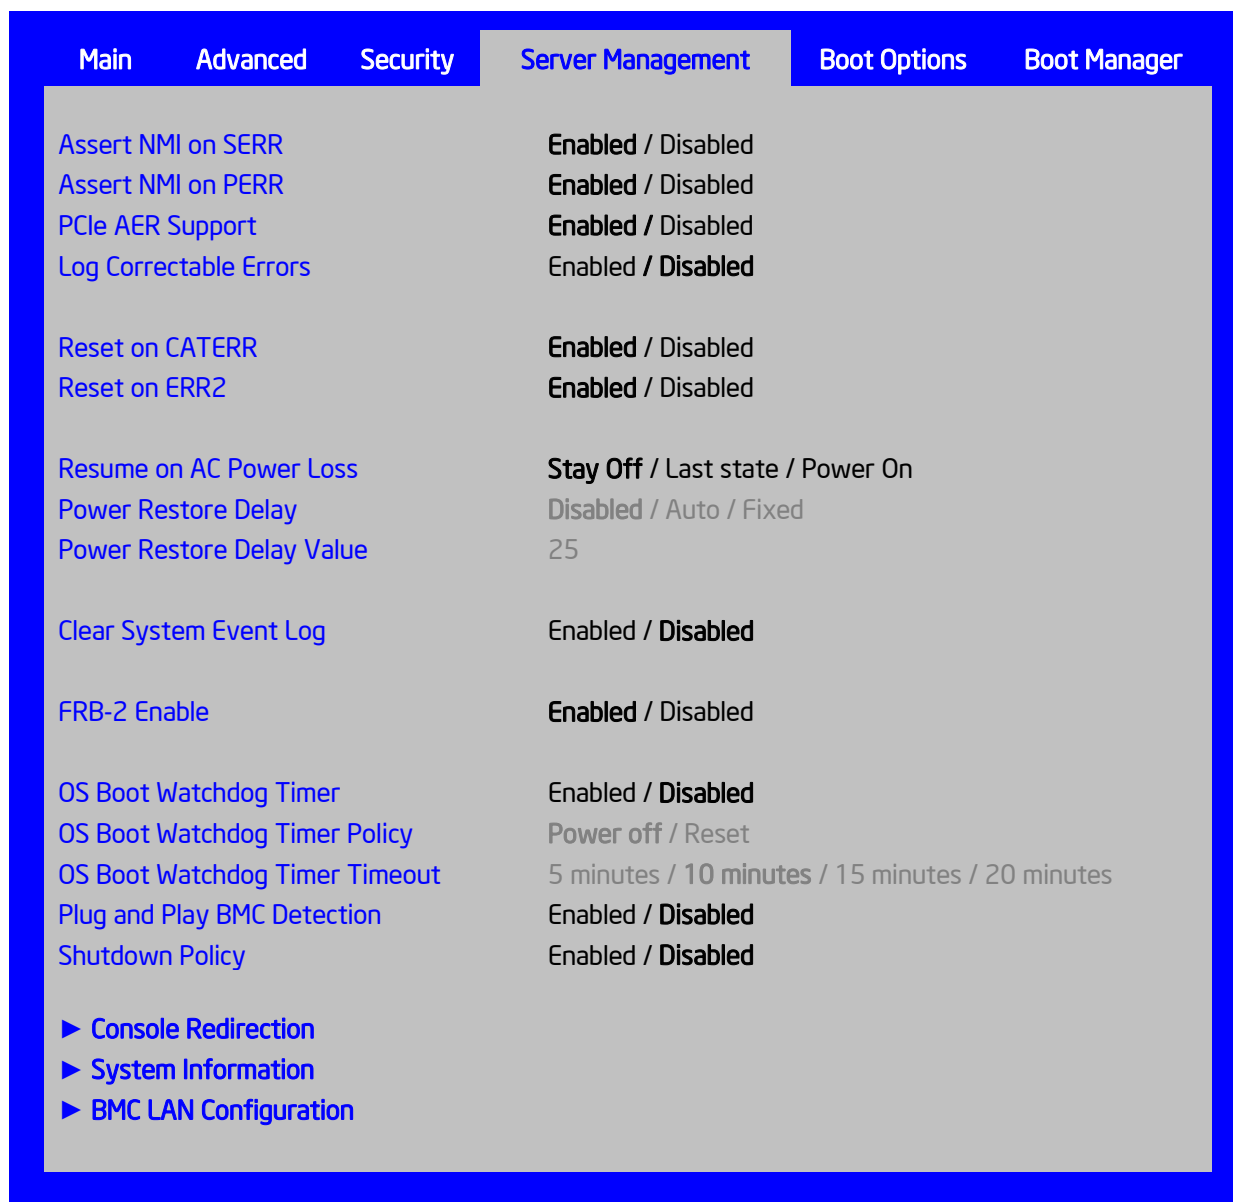 Main Advanced Security Server Management Boot Options Boot Manager
Assert NMI on SERR Enabled / Disabled
Assert NMI on PERR Enabled / Disabled
PCIe AER Support Enabled / Disabled
Log Correctable Errors Enabled / Disabled
Reset on CATERR Enabled / Disabled
Reset on ERR2 Enabled / Disabled
Resume on AC Power Loss Stay Off / Last state / Power On
Power Restore Delay Disabled / Auto / Fixed
Power Restore Delay Value 25
Clear System Event Log Enabled / Disabled
FRB-2 Enable Enabled / Disabled
OS Boot Watchdog Timer Enabled / Disabled
OS Boot Watchdog Timer Policy Power off / Reset
OS Boot Watchdog Timer Timeout 5 minutes / 10 minutes / 15 minutes / 20 minutes
Plug and Play BMC Detection Enabled / Disabled
Shutdown Policy Enabled / Disabled
► Console Redirection
► System Information
► BMC LAN Configuration